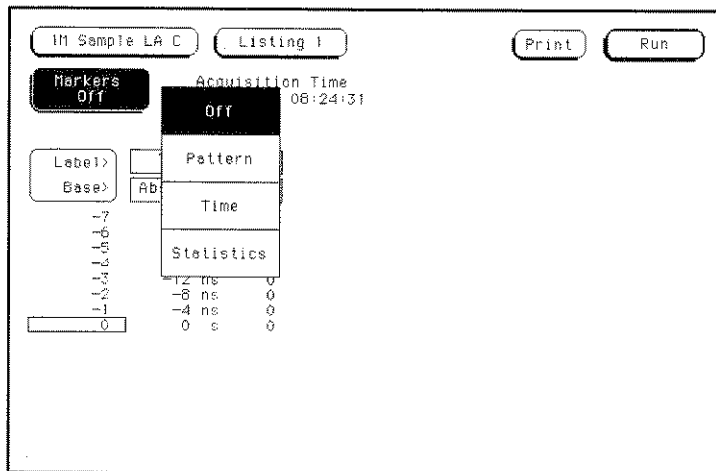 1M Sample LA C
Listing 1
Print
Run
Markers
Off
Acquisition Time
08:24:31
Off
Pattern
Time
Statistics
Label>
Base>
Ab
-7
-6
-5
-4
-3 -12 ns 0
-2 -8 ns 0
-1 -4 ns 0
0 0 s 0